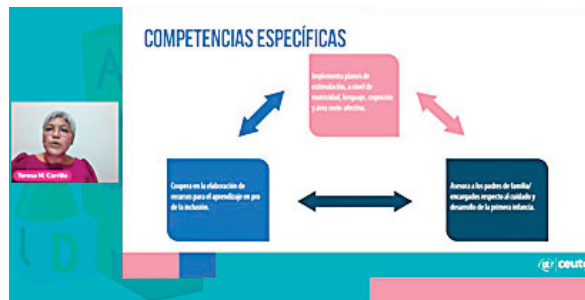 COMPETENCIAS ESPECÍFICAS
Implementa planes de
estimulación, a nivel de
motricidad, lenguaje, cognición
y área socio-afectiva.
Teresa M. Carrillo
Coopera en la elaboración de
recursos para el aprendizaje en pro
de la inclusión.
Asesora a los padres de familia/
encargados respecto al cuidado y
desarrollo de la primera infancia.
ceutec